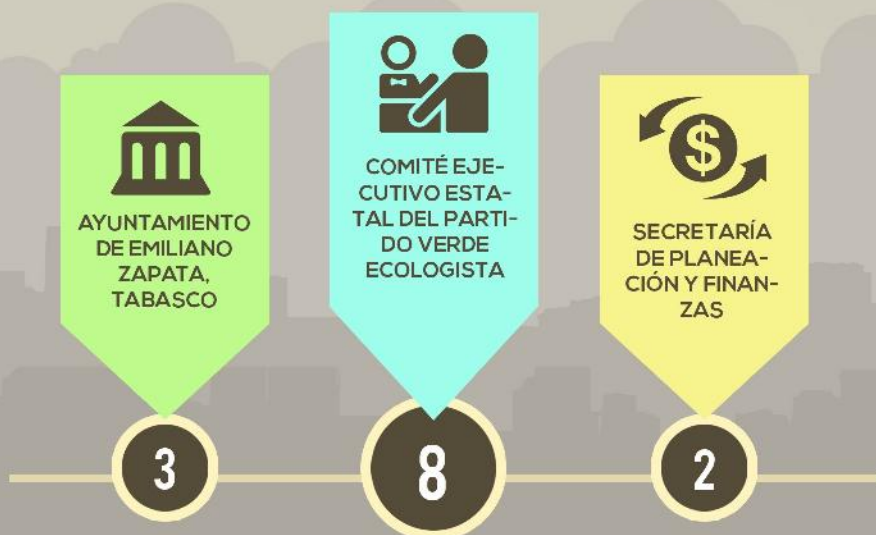 AYUNTAMIENTO
DE EMILIANO
ZAPATA,
TABASCO
3
COMITÉ EJE-
CUTIVO ESTA-
TAL DEL PARTI-
DO VERDE
ECOLOGISTA
8
$
SECRETARÍA
DE PLANEA-
CIÓN Y FINAN-
ZAS
2